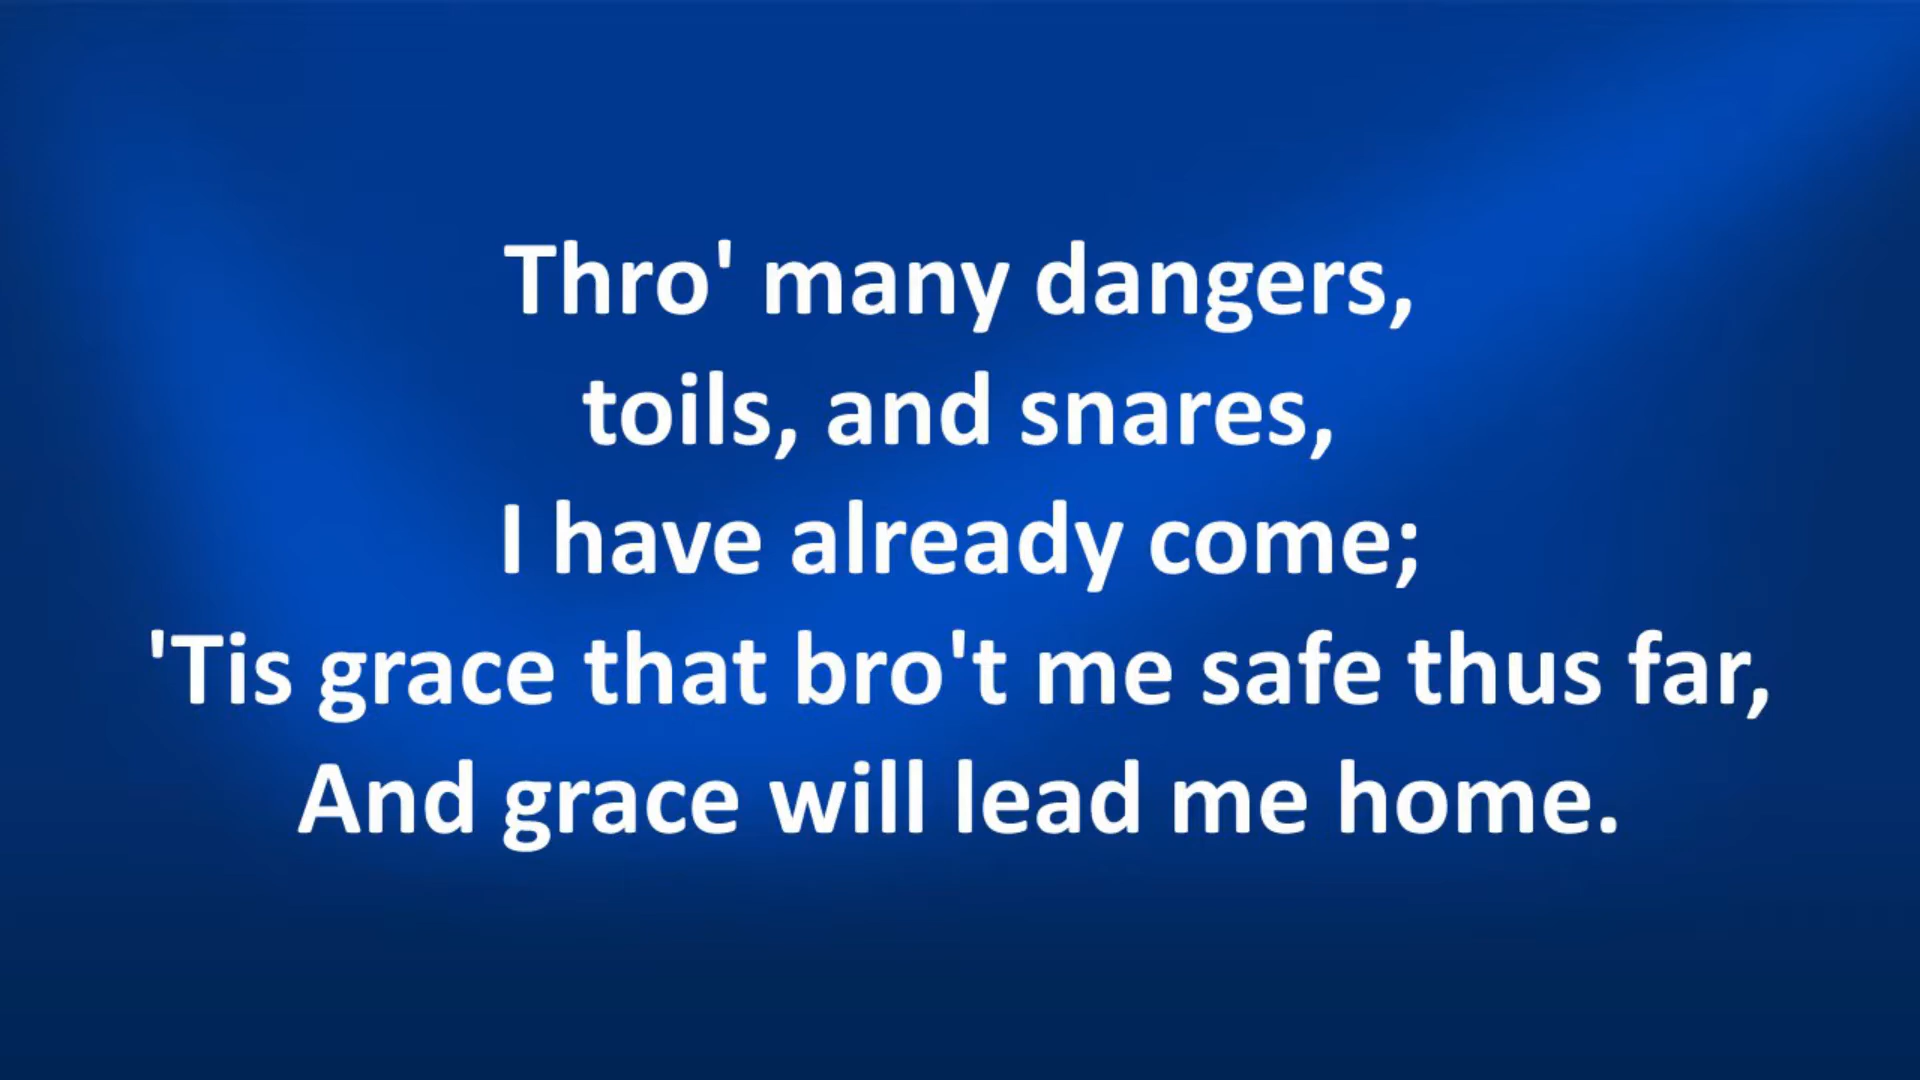 Thro' many dangers,
toils, and snares,
I have already come;
'Tis grace that bro't me safe thus far,
And grace will lead me home.